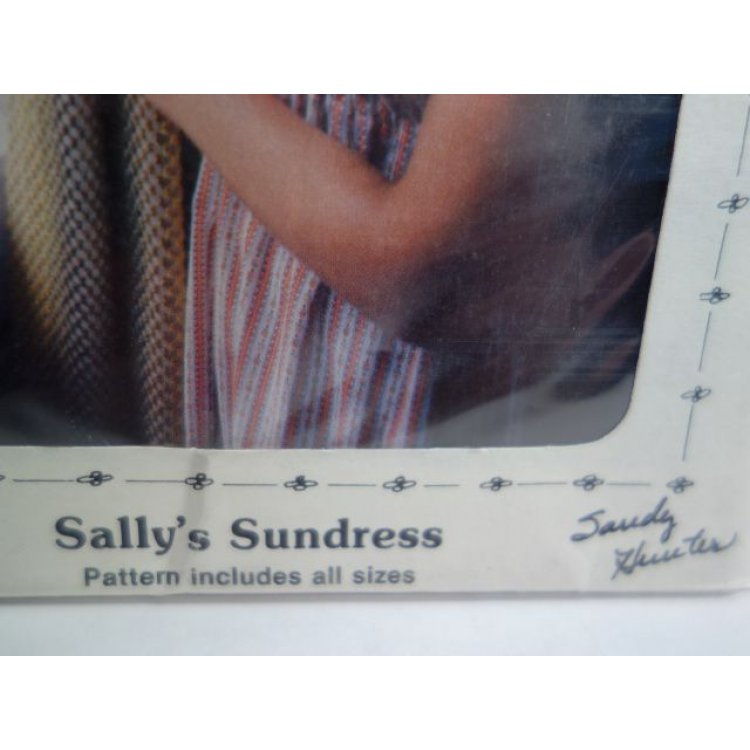 Sally's Sundress
Pattern includes all sizes
Sandy
Hunter